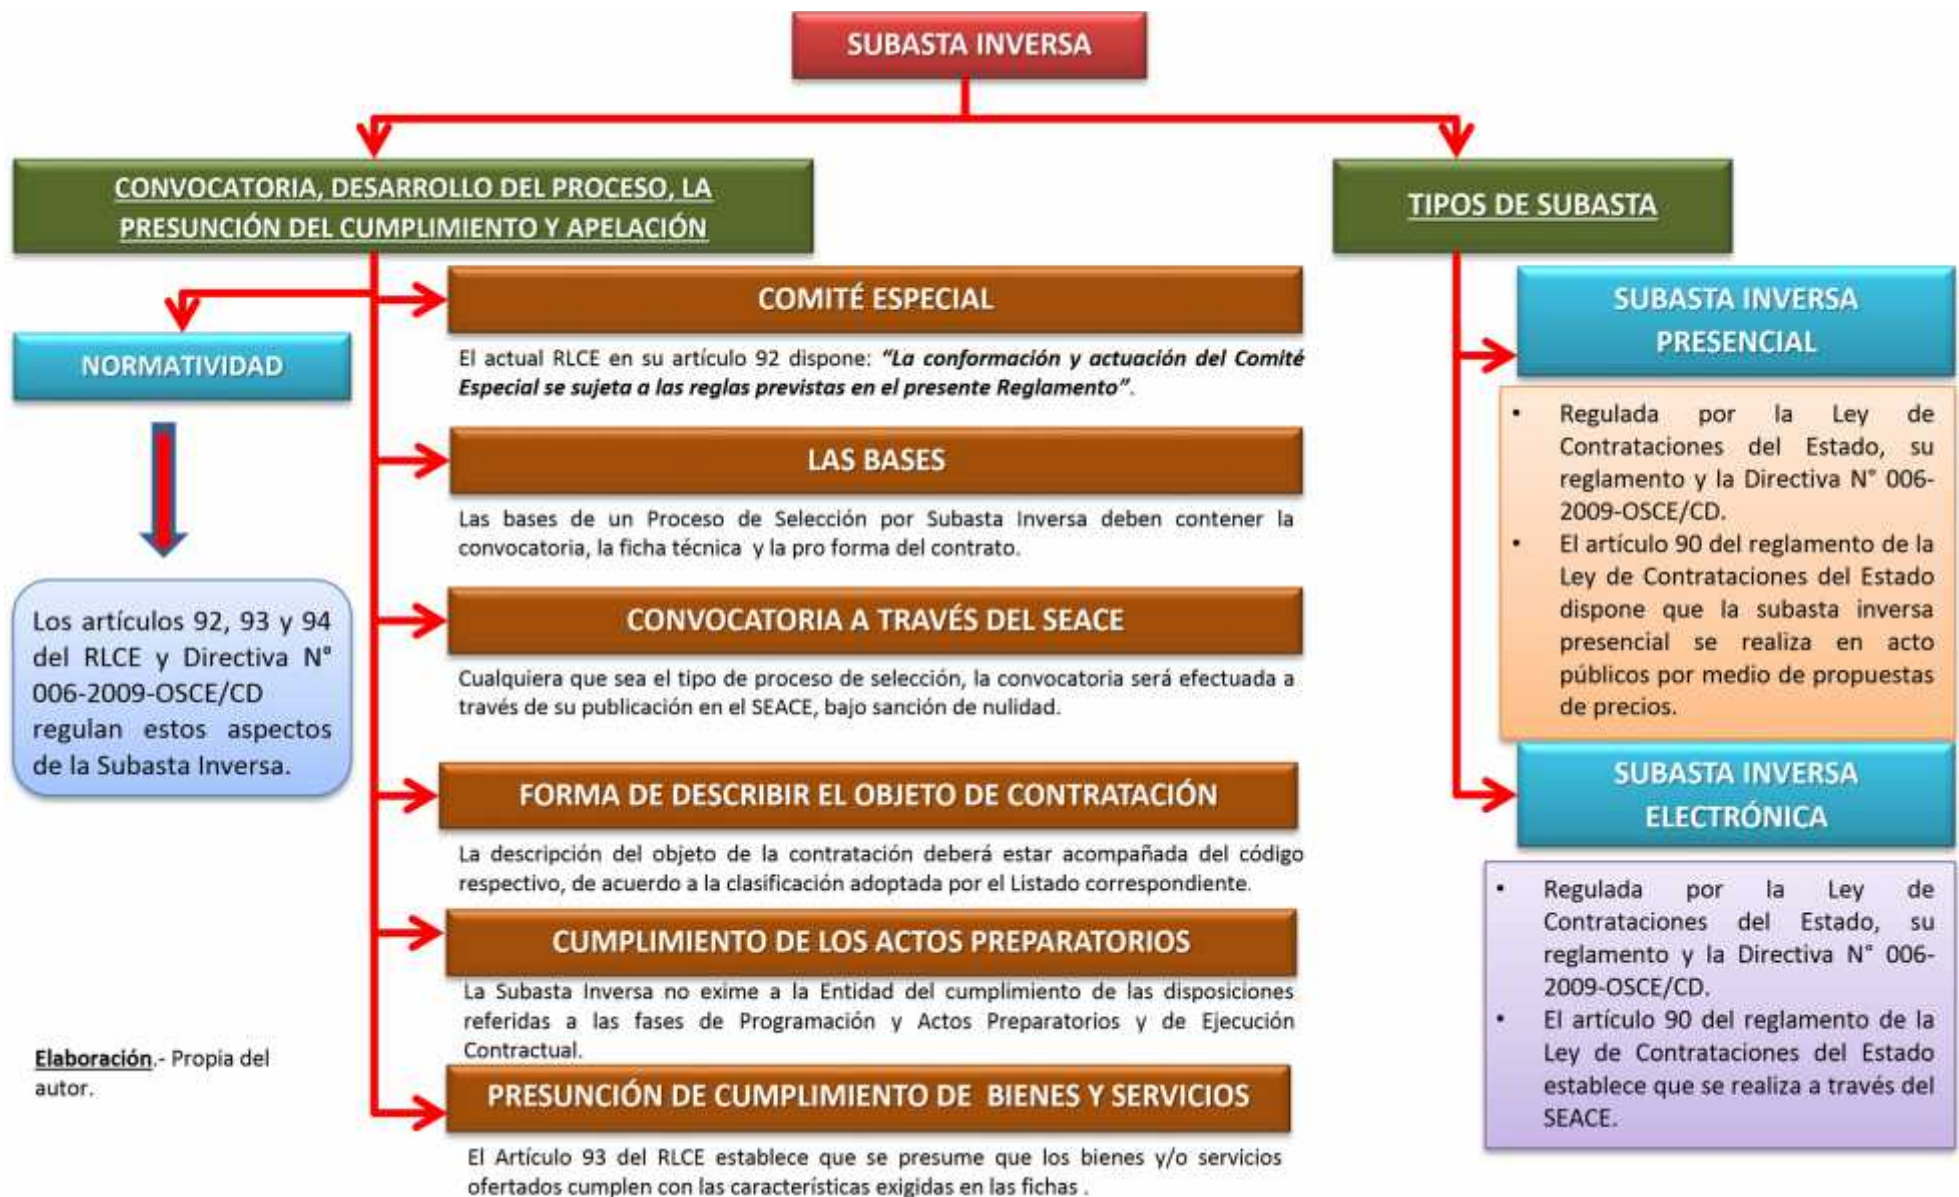 SUBASTA INVERSA
CONVOCATORIA, DESARROLLO DEL PROCESO, LA
PRESUNCIÓN DEL CUMPLIMIENTO Y APELACIÓN
NORMATIVIDAD
Los artículos 92, 93 y 94
del RLCE y Directiva N°
006-2009-OSCE/CD
regulan estos aspectos
de la Subasta Inversa.
COMITÉ ESPECIAL
El actual RLCE en su artículo 92 dispone: “La conformación y actuación del Comité
Especial se sujeta a las reglas previstas en el presente Reglamento”.
LAS BASES
Las bases de un Proceso de Selección por Subasta Inversa deben contener la
convocatoria, la ficha técnica y la pro forma del contrato.
CONVOCATORIA A TRAVÉS DEL SEACE
Cualquiera que sea el tipo de proceso de selección, la convocatoria será efectuada a
través de su publicación en el SEACE, bajo sanción de nulidad.
FORMA DE DESCRIBIR EL OBJETO DE CONTRATACIÓN
La descripción del objeto de la contratación deberá estar acompañada del código
respectivo, de acuerdo a la clasificación adoptada por el Listado correspondiente.
CUMPLIMIENTO DE LOS ACTOS PREPARATORIOS
La Subasta Inversa no exime a la Entidad del cumplimiento de las disposiciones
referidas a las fases de Programación y Actos Preparatorios y de Ejecución
Contractual.
PRESUNCIÓN DE CUMPLIMIENTO DE BIENES Y SERVICIOS
El Artículo 93 del RLCE establece que se presume que los bienes y/o servicios
ofertados cumplen con las características exigidas en las fichas .
TIPOS DE SUBASTA
SUBASTA INVERSA
PRESENCIAL
• Regulada por la Ley de
Contrataciones del Estado, su
reglamento y la Directiva N° 006-
2009-OSCE/CD.
• El artículo 90 del reglamento de la
Ley de Contrataciones del Estado
dispone que la subasta inversa
presencial se realiza en acto
públicos por medio de propuestas
de precios.
SUBASTA INVERSA
ELECTRÓNICA
• Regulada por la Ley de
Contrataciones del Estado, su
reglamento y la Directiva N° 006-
2009-OSCE/CD.
• El artículo 90 del reglamento de la
Ley de Contrataciones del Estado
establece que se realiza a través del
SEACE.
Elaboración.- Propia del
autor.